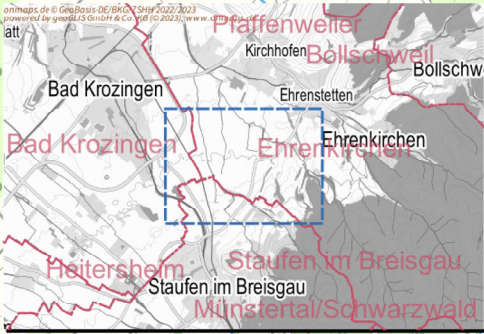 onmaps.de © GeoBasis-DE/BKG/ZSHH 2022/2023
powered by geoGLIS GmbH & Co. KG (© 2023), www.onmaps.de
Pfaffenweiler
att
Kirchhofen
Bollschweil
Bollschw
Bad Krozingen
Ehrenstetten
Bad Krozingen
Ehrenkirchen
Ehrenkirchen
Heitersheim
Staufen im Breisgau
Staufen im Breisgau
Münstertal/Schwarzwald